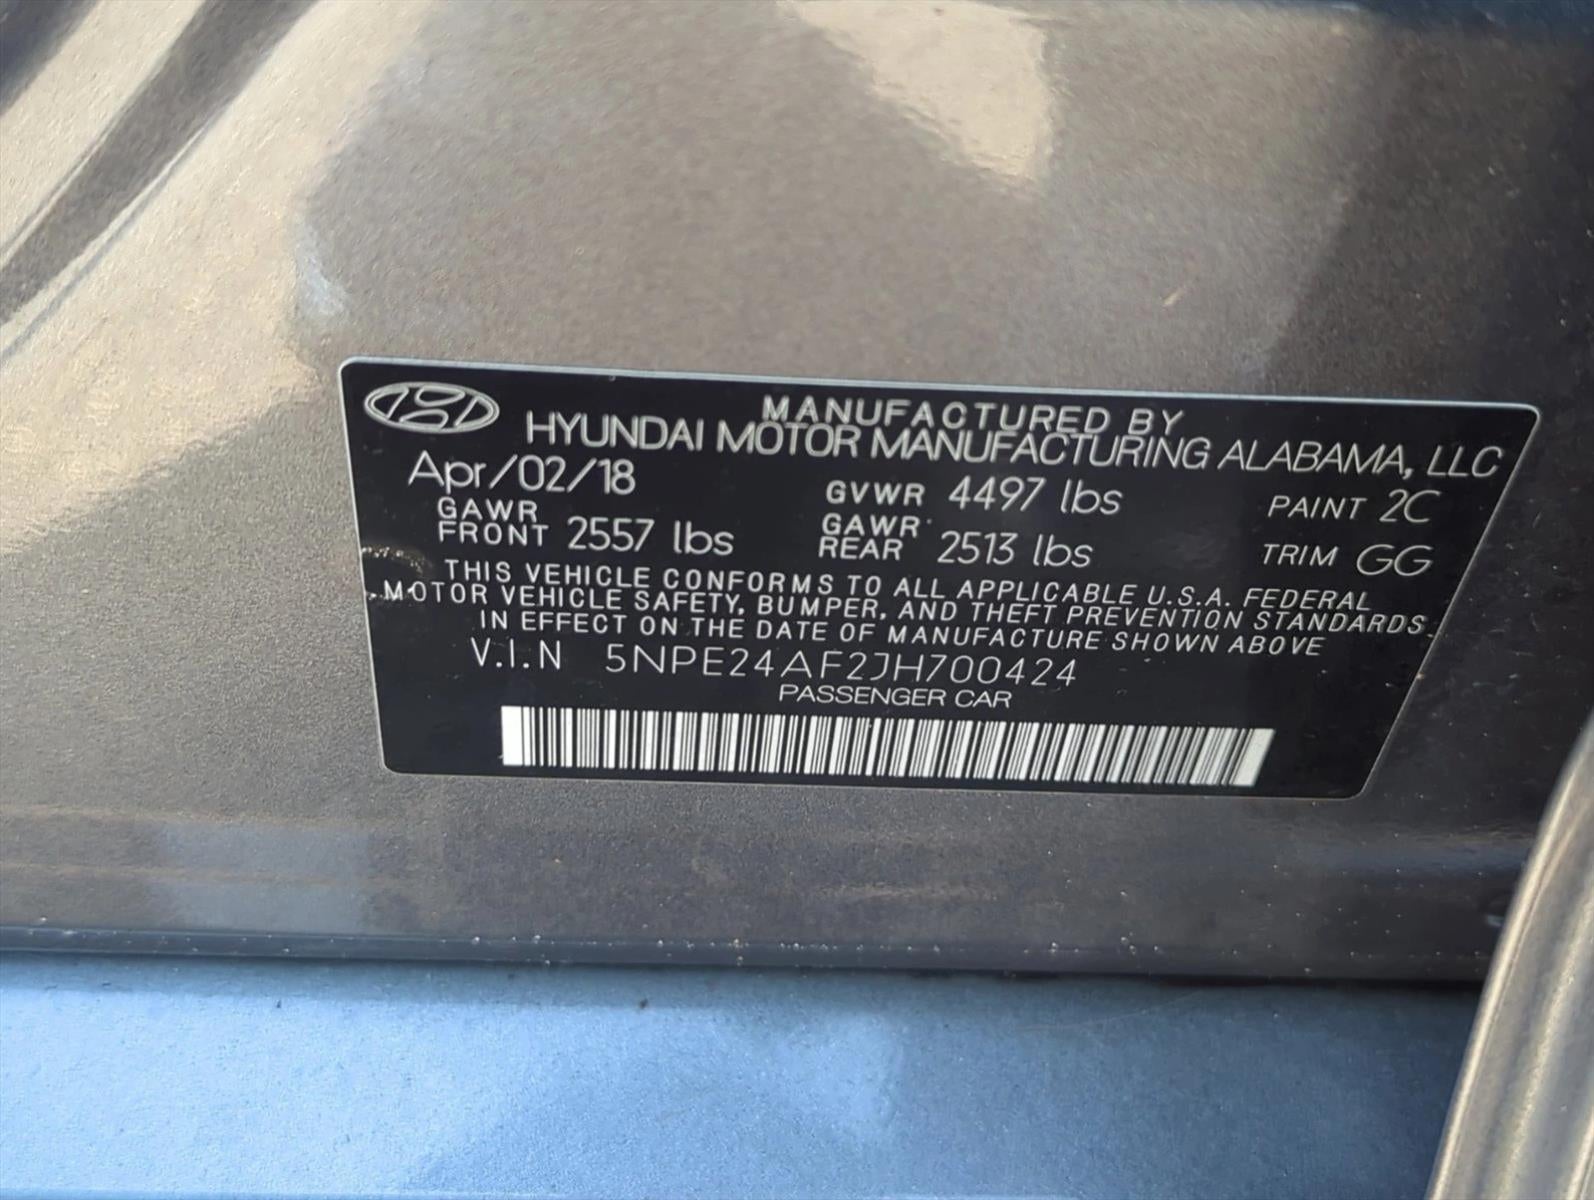 MANUFACTURED BY
HYUNDAI MOTOR MANUFACTURING ALABAMA, LLC
Apr/02/18 GVWR 4497 lbs PAINT 2C
GAWR FRONT 2557 lbs GAWR REAR 2513 lbs TRIM GG
THIS VEHICLE CONFORMS TO ALL APPLICABLE U.S.A. FEDERAL
MOTOR VEHICLE SAFETY, BUMPER, AND THEFT PREVENTION STANDARDS
IN EFFECT ON THE DATE OF MANUFACTURE SHOWN ABOVE
V.I.N 5NPE24AF2JH700424
PASSENGER CAR